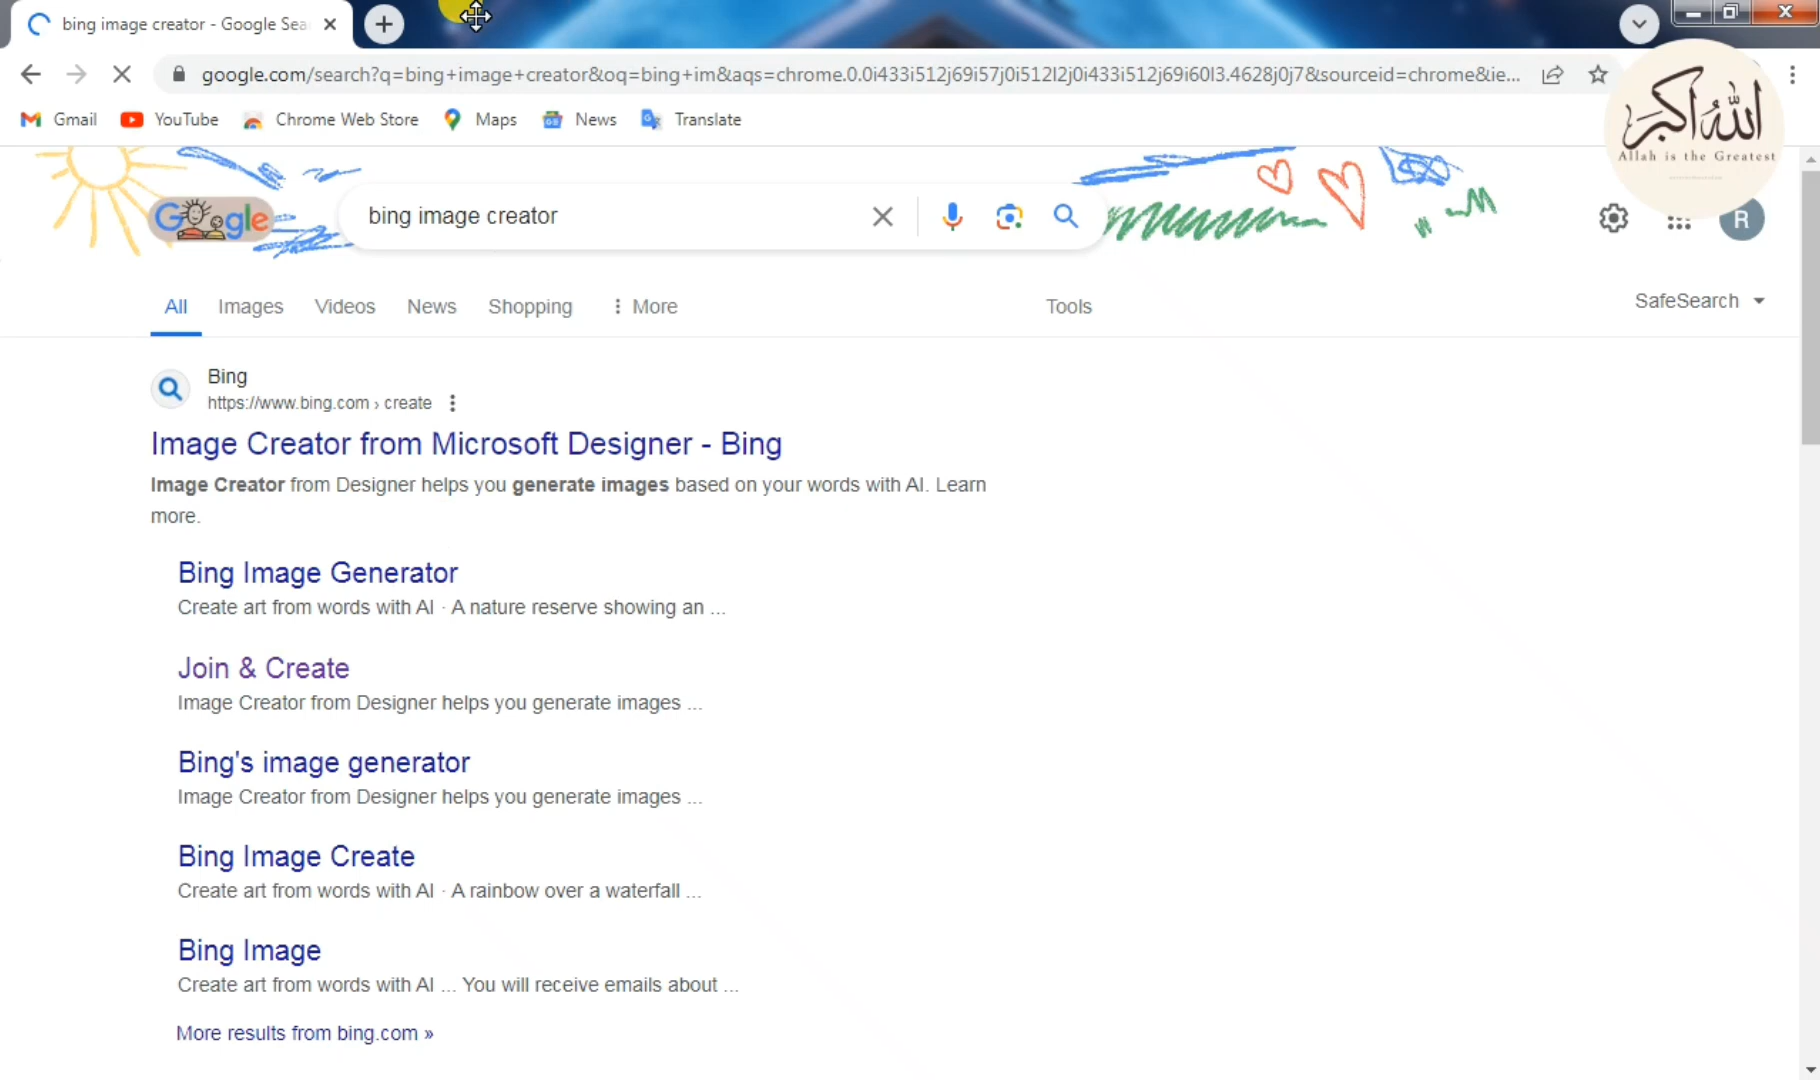 bing image creator - Google Sea
google.com/search?q=bing+image+creator&oq=bing+im&aqs=chrome.0.0i433i512j69i57j0i512l2j0i433i512j69i60l3.4628j0j7&sourceid=chrome&ie...
Gmail YouTube Chrome Web Store Maps News Translate
الله أكبر
Allah is the Greatest
Google
bing image creator
R
All Images Videos News Shopping More Tools SafeSearch
Bing
https://www.bing.com › create
Image Creator from Microsoft Designer - Bing
Image Creator from Designer helps you generate images based on your words with AI. Learn
more.
Bing Image Generator
Create art from words with AI · A nature reserve showing an ...
Join & Create
Image Creator from Designer helps you generate images ...
Bing's image generator
Image Creator from Designer helps you generate images ...
Bing Image Create
Create art from words with AI · A rainbow over a waterfall ...
Bing Image
Create art from words with AI ... You will receive emails about ...
More results from bing.com »